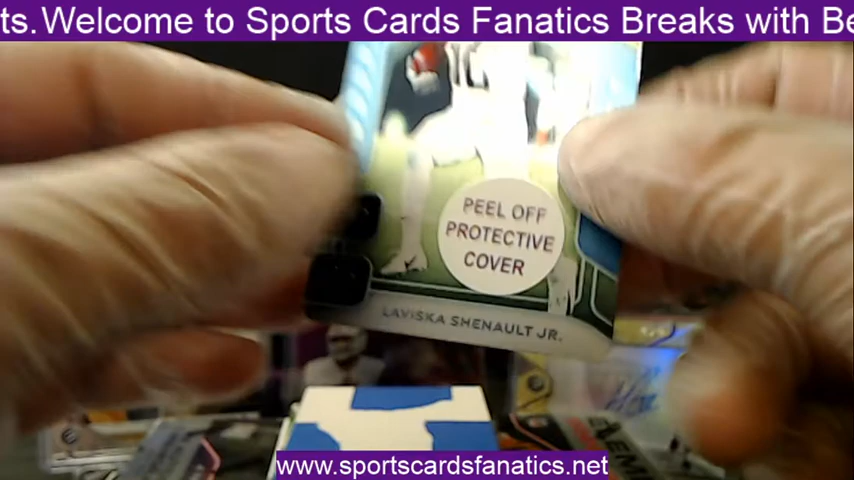 ts. Welcome to Sports Cards Fanatics Breaks with Be
PEEL OFF
PROTECTIVE
COVER
LAVISKA SHENAULT JR.
www.sportscardsfanatics.net